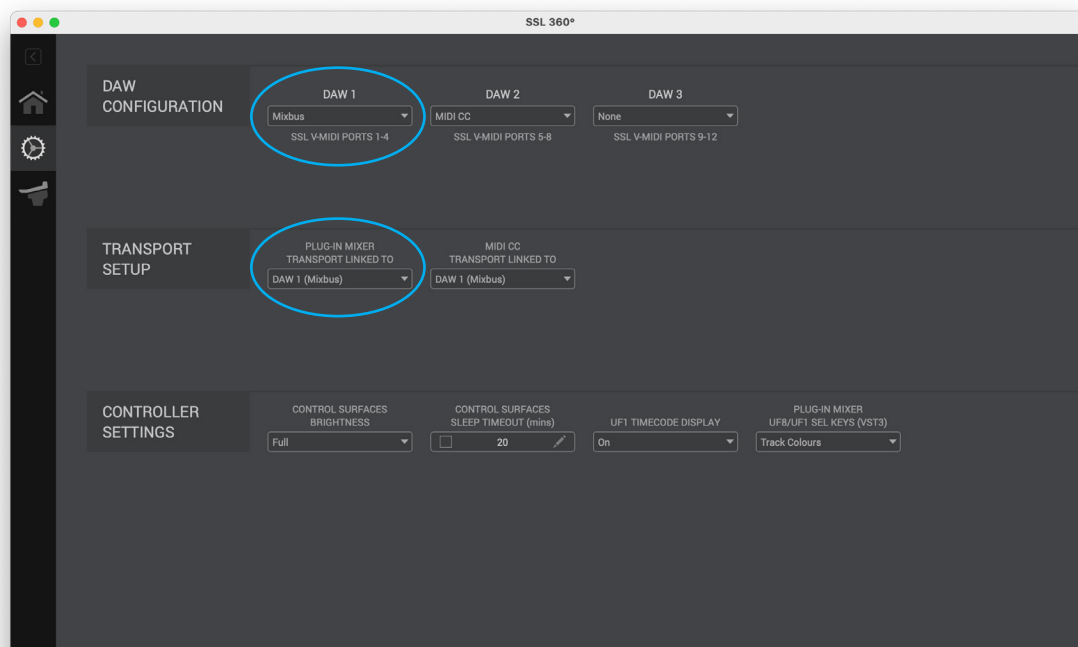 SSL 360°
DAW
CONFIGURATION
DAW 1
DAW 2
DAW 3
Mixbus
MIDI CC
None
SSL V-MIDI PORTS 1-4
SSL V-MIDI PORTS 5-8
SSL V-MIDI PORTS 9-12
TRANSPORT
SETUP
PLUG-IN MIXER
TRANSPORT LINKED TO
MIDI CC
TRANSPORT LINKED TO
DAW 1 (Mixbus)
DAW 1 (Mixbus)
CONTROLLER
SETTINGS
CONTROL SURFACES
BRIGHTNESS
CONTROL SURFACES
SLEEP TIMEOUT (mins)
UF1 TIMECODE DISPLAY
PLUG-IN MIXER
UF8/UF1 SEL KEYS (VST3)
Full
20
On
Track Colours